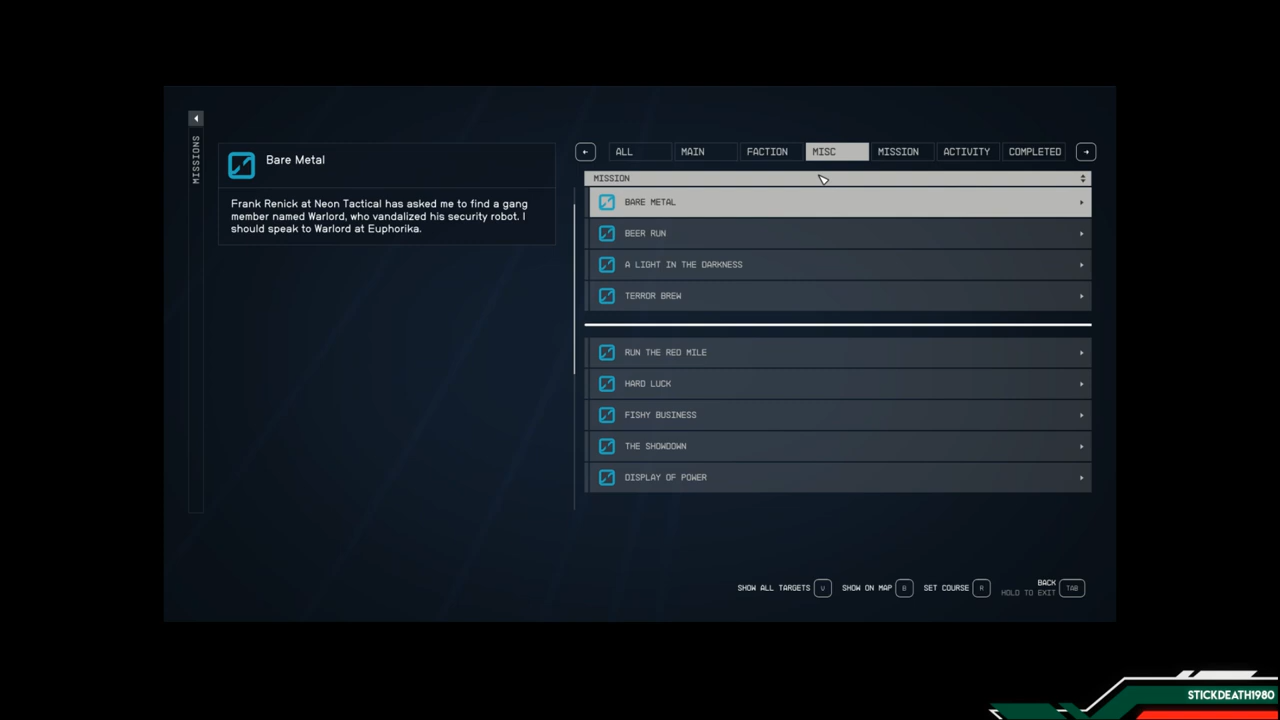 MISSIONS
Bare Metal
Frank Renick at Neon Tactical has asked me to find a gang
member named Warlord, who vandalized his security robot. I
should speak to Warlord at Euphorika.
ALL MAIN FACTION MISC MISSION ACTIVITY COMPLETED
MISSION
BARE METAL
BEER RUN
A LIGHT IN THE DARKNESS
TERROR BREW
RUN THE RED MILE
HARD LUCK
FISHY BUSINESS
THE SHOWDOWN
DISPLAY OF POWER
SHOW ALL TARGETS V SHOW ON MAP B SET COURSE R BACK TAB
HOLD TO EXIT
STICKDEATH1980